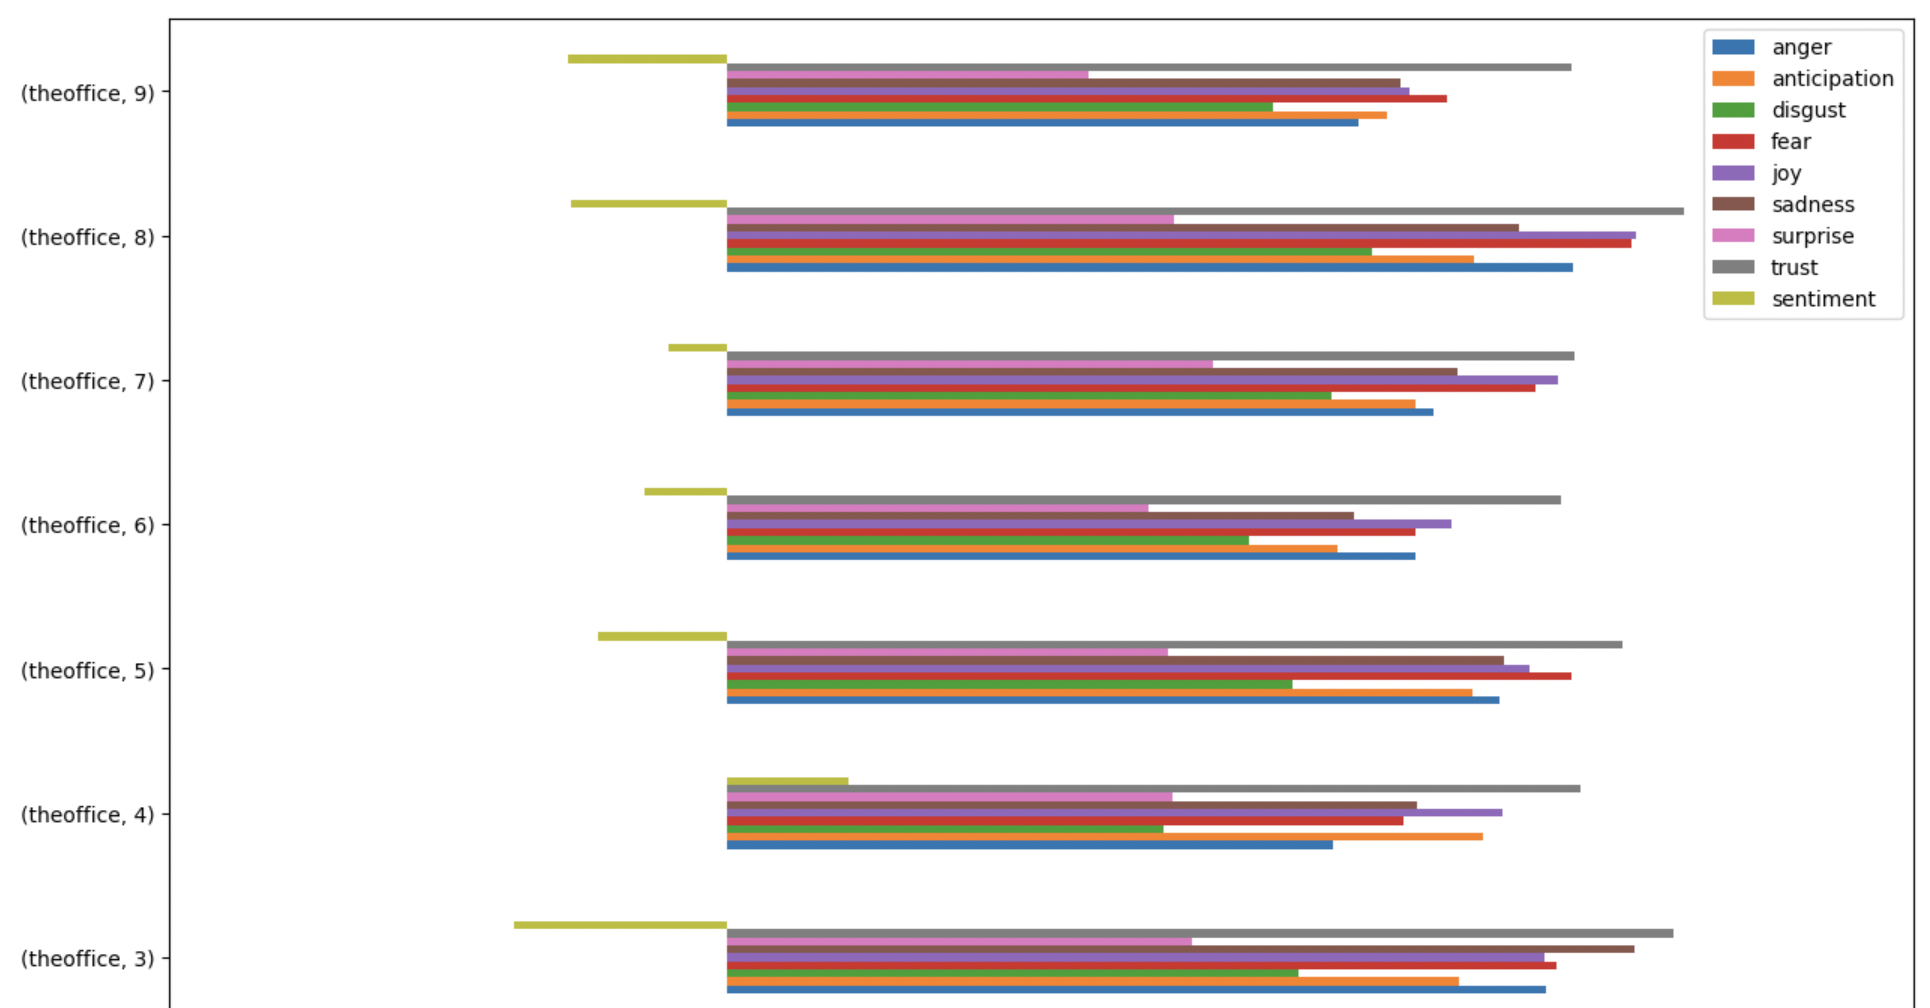 (theoffice, 9)
(theoffice, 8)
(theoffice, 7)
(theoffice, 6)
(theoffice, 5)
(theoffice, 4)
(theoffice, 3)
anger
anticipation
disgust
fear
joy
sadness
surprise
trust
sentiment